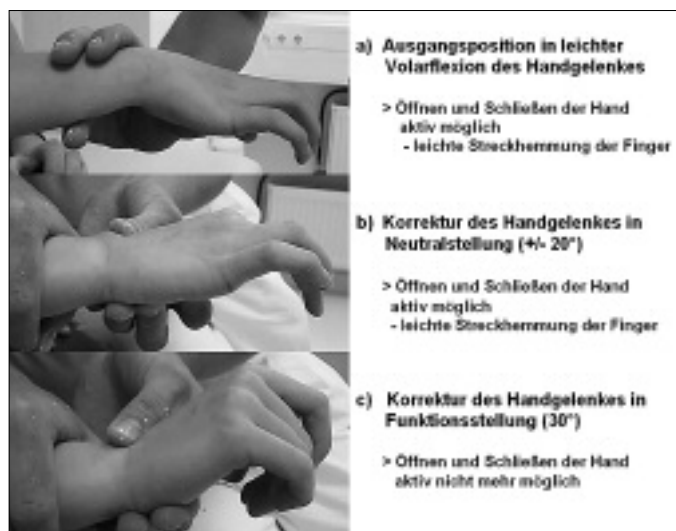 a) Ausgangsposition in leichter
Volarflexion des Handgelenkes
> Öffnen und Schließen der Hand
aktiv möglich
- leichte Streckhemmung der Finger
b) Korrektur des Handgelenkes in
Neutralstellung (+/- 20°)
> Öffnen und Schließen der Hand
aktiv möglich
- leichte Streckhemmung der Finger
c) Korrektur des Handgelenkes in
Funktionsstellung (30°)
> Öffnen und Schließen der Hand
aktiv nicht mehr möglich